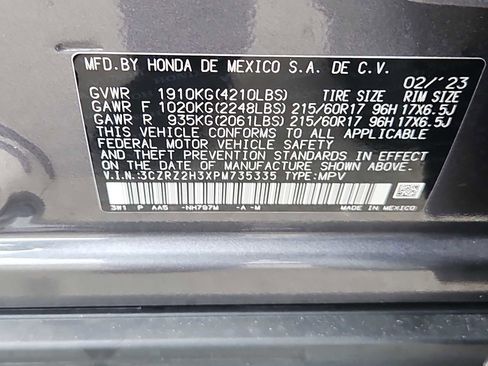 MFD.BY HONDA DE MEXICO S.A. DE C.V.
02/'23
GVWR 1910KG(4210LBS) TIRE SIZE RIM SIZE
GAWR F 1020KG(2248LBS) 215/60R17 96H 17X6.5J
GAWR R 935KG(2061LBS) 215/60R17 96H 17X6.5J
THIS VEHICLE CONFORMS TO ALL APPLICABLE
FEDERAL MOTOR VEHICLE SAFETY, BUMPER,
AND THEFT PREVENTION STANDARDS IN EFFECT ON
THE DATE OF MANUFACTURE SHOWN ABOVE.
V.I.N.:3CZRZ2H3XPM735335 TYPE:MPV
3W1 P AAS -NH797M -A -M
MADE IN MEXICO